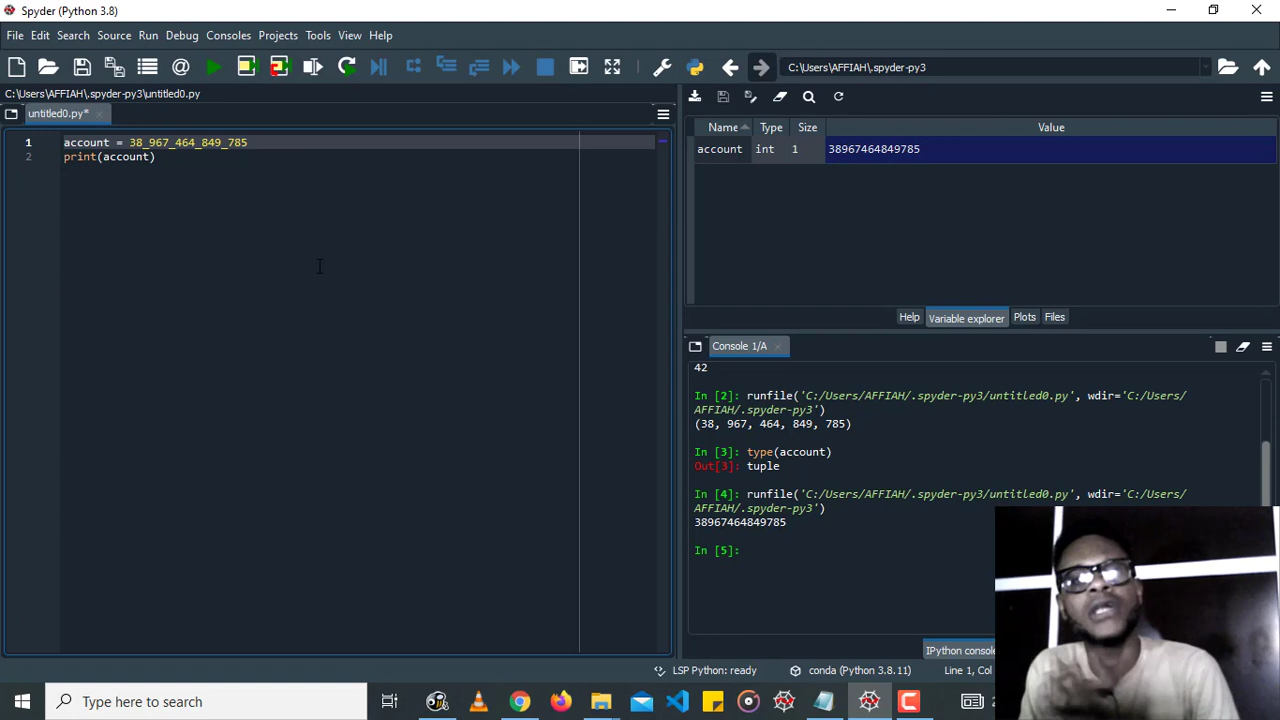 Spyder (Python 3.8)
File Edit Search Source Run Debug Consoles Projects Tools View Help
C:\Users\AFFIAH\.spyder-py3
C:\Users\AFFIAH\.spyder-py3\untitled0.py
untitled0.py*
1 account = 38_967_464_849_785
2 print(account)
Name Type Size Value
account int 1 38967464849785
Help Variable explorer Plots Files
Console 1/A
42
In [2]: runfile('C:/Users/AFFIAH/.spyder-py3/untitled0.py', wdir='C:/Users/
AFFIAH/.spyder-py3')
(38, 967, 464, 849, 785)
In [3]: type(account)
Out[3]: tuple
In [4]: runfile('C:/Users/AFFIAH/.spyder-py3/untitled0.py', wdir='C:/Users/
AFFIAH/.spyder-py3')
38967464849785
In [5]:
IPython console
LSP Python: ready conda (Python 3.8.11) Line 1, Col
Type here to search